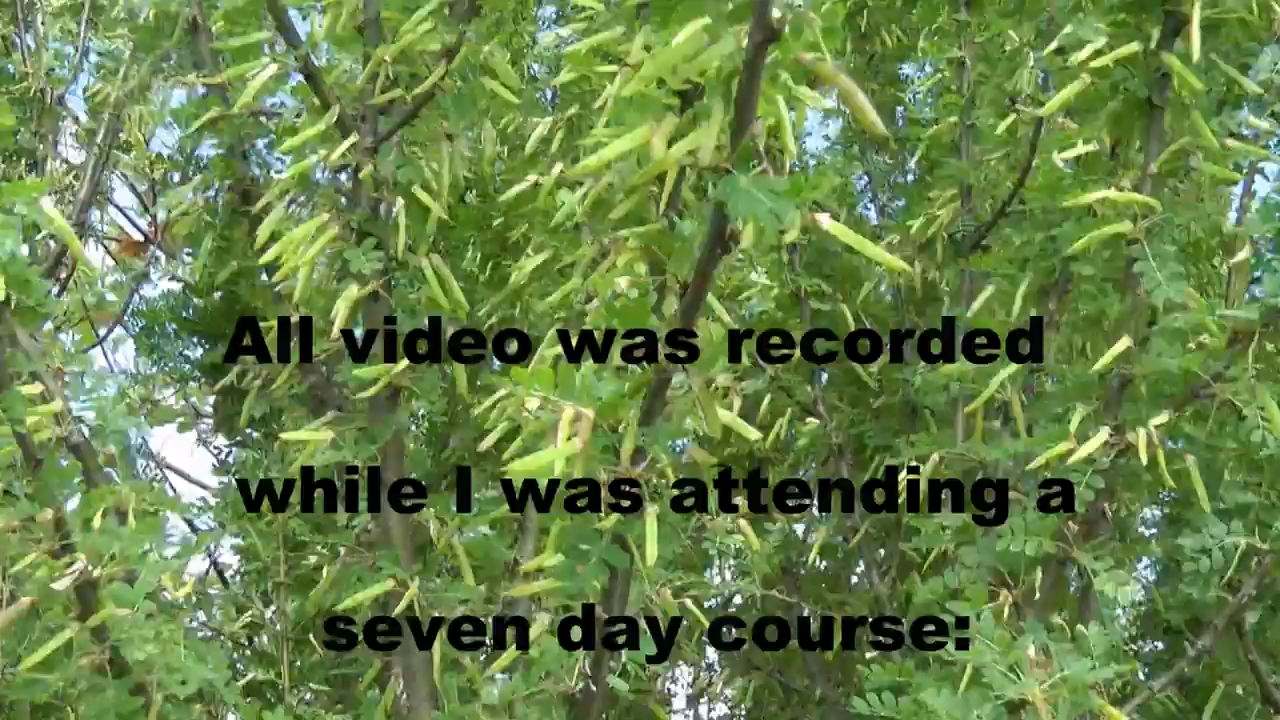 All video was recorded
while I was attending a
seven day course: